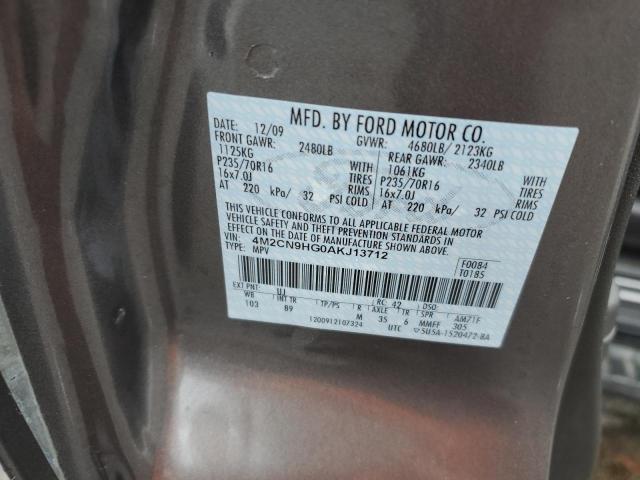 MFD. BY FORD MOTOR CO.
DATE: 12/09 GVWR: 4680LB/ 2123KG
FRONT GAWR: 2480LB REAR GAWR: 2340LB
1125KG WITH 1061KG WITH
P235/70R16 TIRES P235/70R16 TIRES
16x7.0J RIMS 16x7.0J RIMS
AT 220 kPa/ 32 PSI COLD AT 220 kPa/ 32 PSI COLD
THIS VEHICLE CONFORMS TO ALL APPLICABLE FEDERAL MOTOR
VEHICLE SAFETY AND THEFT PREVENTION STANDARDS IN
EFFECT ON THE DATE OF MANUFACTURE SHOWN ABOVE.
VIN: 4M2CN9HG0AKJ13712
TYPE: MPV
F0084
T0185
EXT PNT: UJ RC: 42 DSO:
WB INT TR TP/PS R AXLE TR SPR AM71F
103 89 M 35 6 MMFF 305
1200912107324 UTC 5U5A-1520472-BA